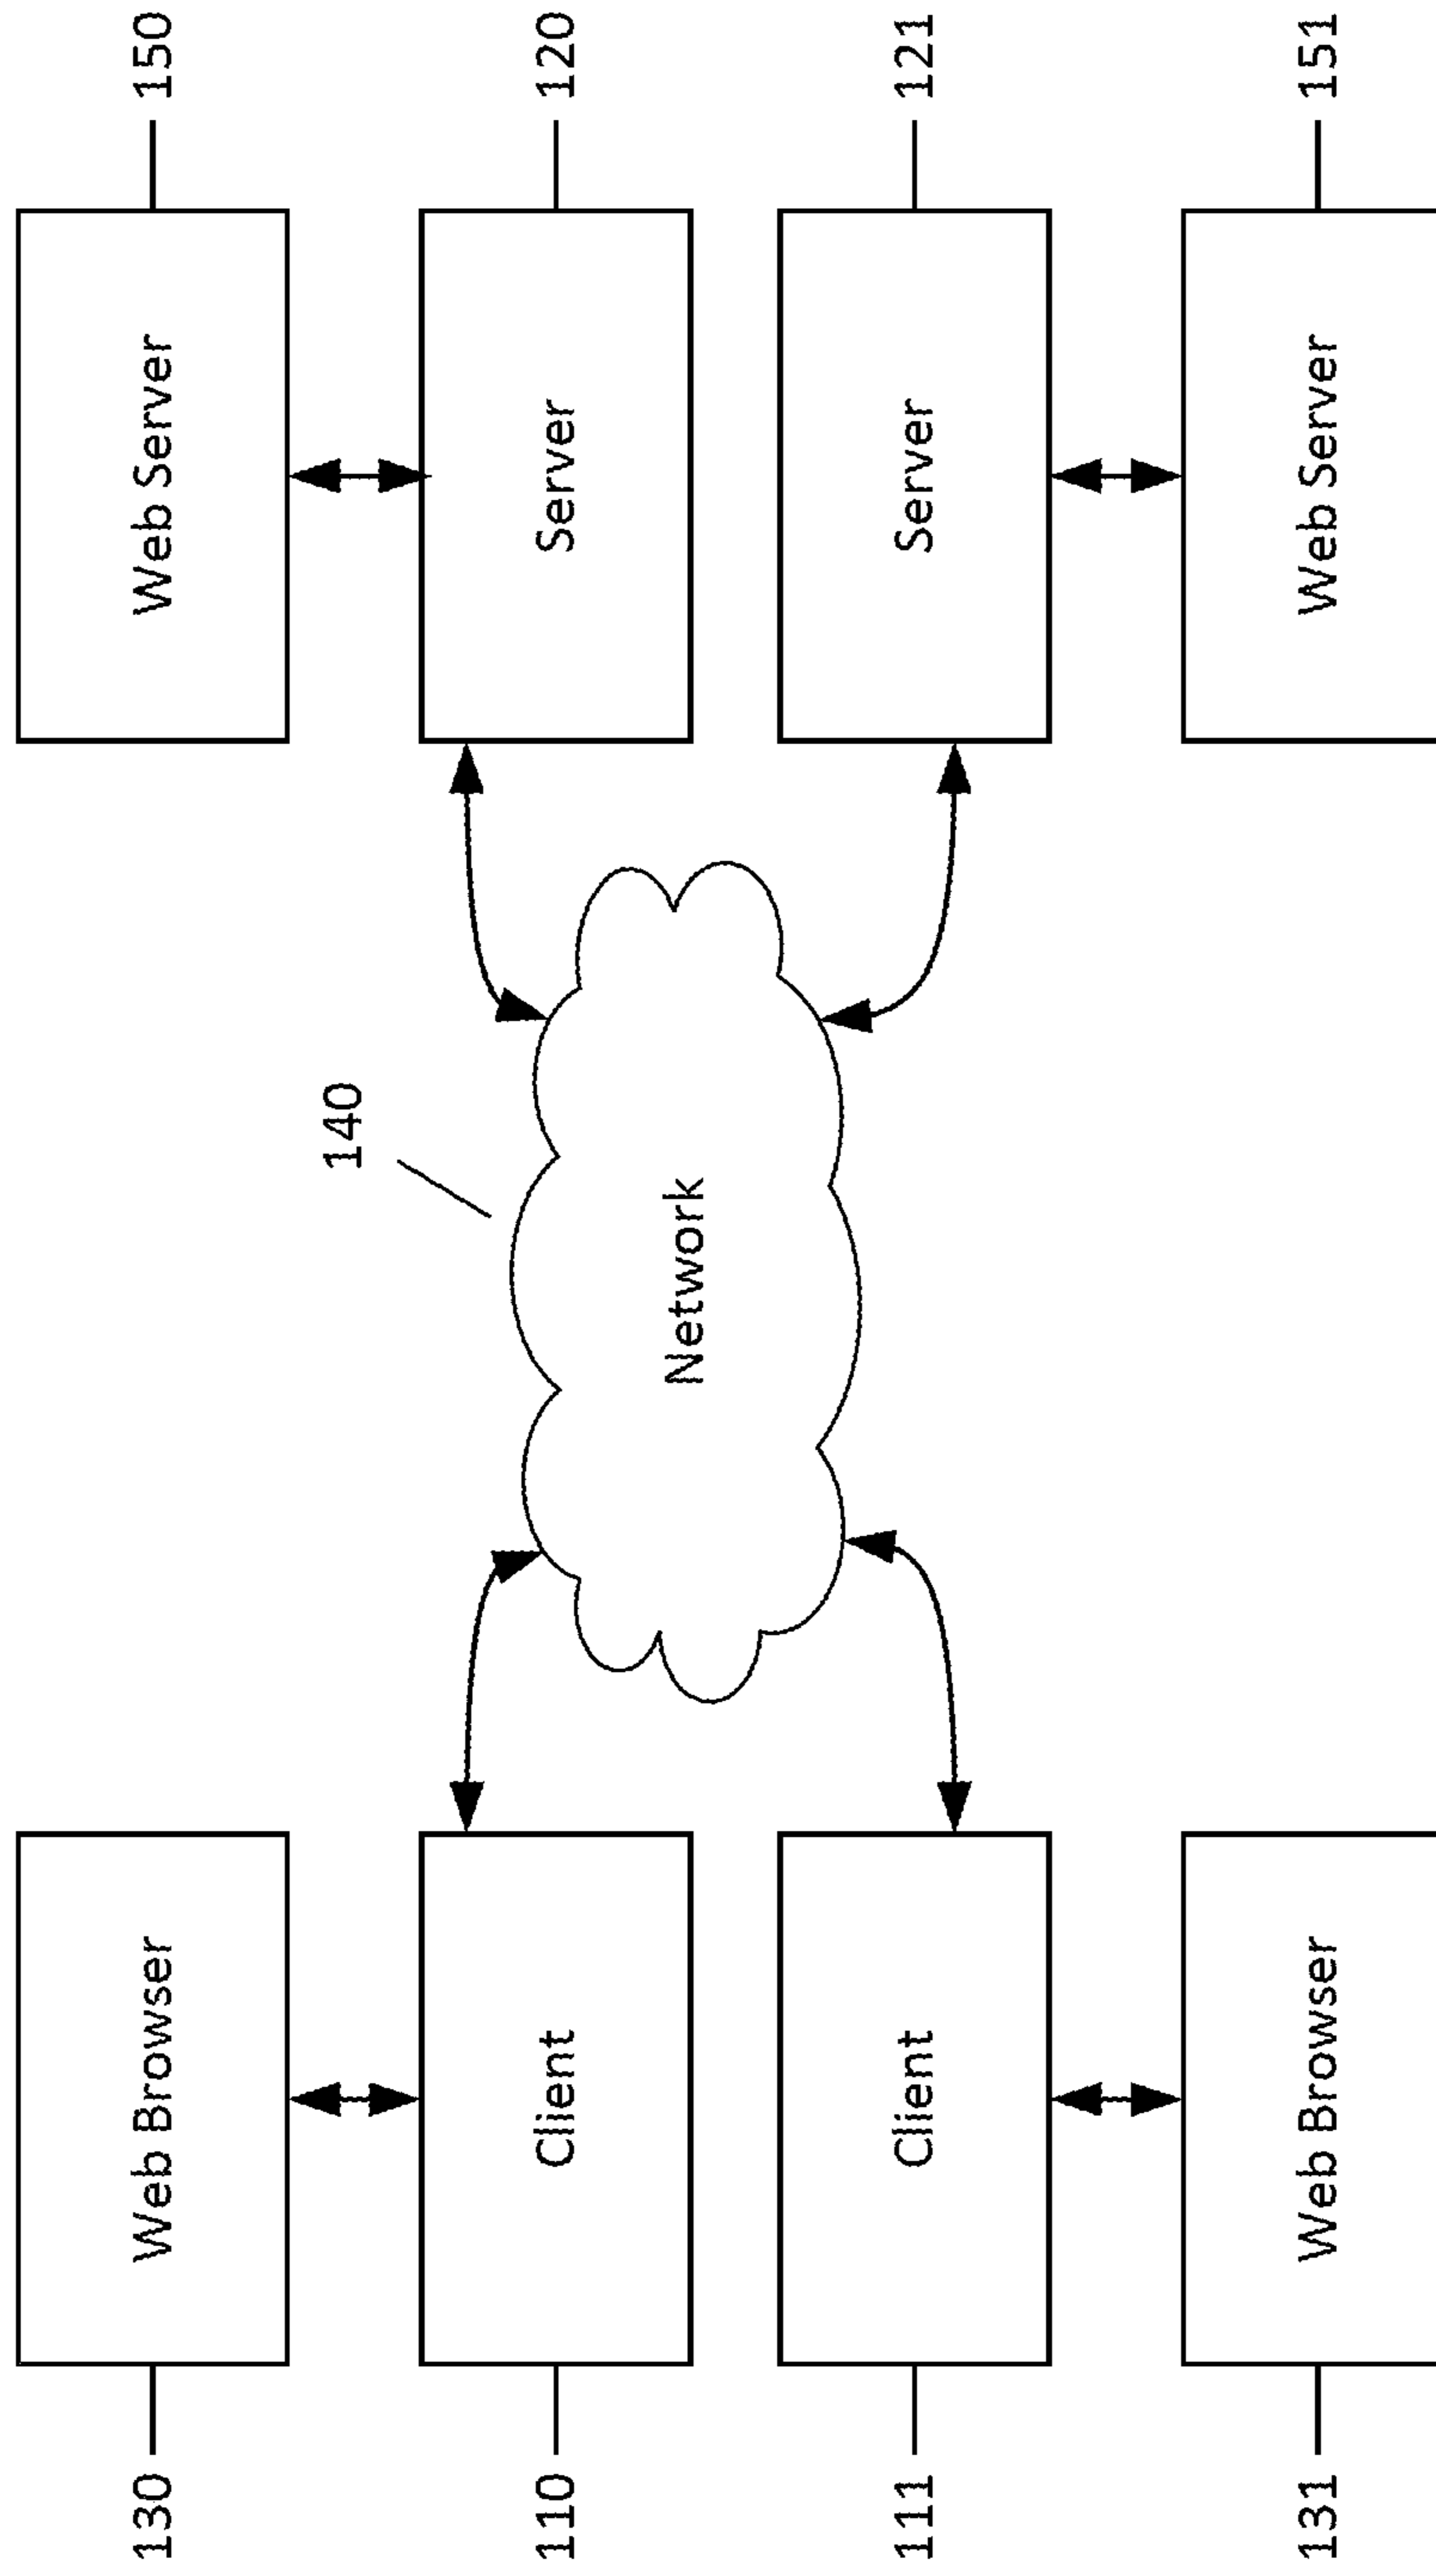 130
Web Browser
Web Server
150
140
110
Client
Server
120
Network
111
Client
Server
121
131
Web Browser
Web Server
151